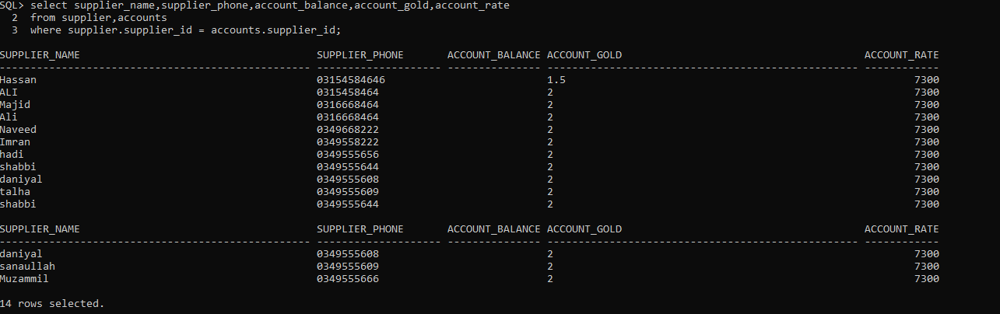 SQL> select supplier_name,supplier_phone,account_balance,account_gold,account_rate
2 from supplier,accounts
3 where supplier.supplier_id = accounts.supplier_id;
SUPPLIER_NAME SUPPLIER_PHONE ACCOUNT_BALANCE ACCOUNT_GOLD ACCOUNT_RATE
-------------------------------------------------- -------------------- --------------- -------------------------------------------------- ------------
Hassan 03154584646 1.5 7300
ALI 0315458464 2 7300
Majid 0316668464 2 7300
Ali 0316668464 2 7300
Naveed 0349668222 2 7300
Imran 0349558222 2 7300
hadi 0349555656 2 7300
shabbi 0349555644 2 7300
daniyal 0349555608 2 7300
talha 0349555609 2 7300
shabbi 0349555644 2 7300
SUPPLIER_NAME SUPPLIER_PHONE ACCOUNT_BALANCE ACCOUNT_GOLD ACCOUNT_RATE
-------------------------------------------------- -------------------- --------------- -------------------------------------------------- ------------
daniyal 0349555608 2 7300
sanaullah 0349555609 2 7300
Muzammil 0349555666 2 7300
14 rows selected.